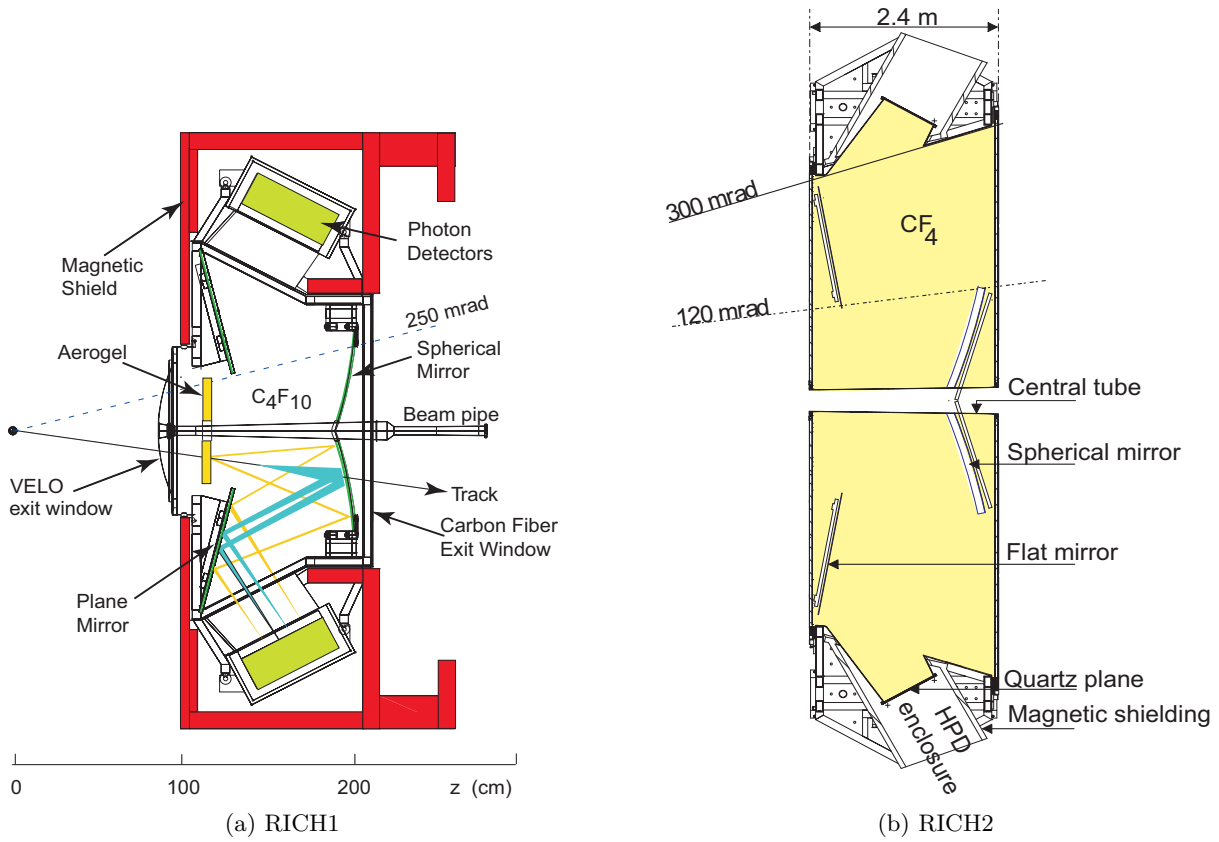 Magnetic
Shield
Photon
Detectors
250 mrad
Aerogel
Spherical
Mirror
C4F10
Beam pipe
VELO
exit window
Track
Carbon Fiber
Exit Window
Plane
Mirror
0
100
200
z (cm)
(a) RICH1
2.4 m
300 mrad
CF4
120 mrad
Central tube
Spherical mirror
Flat mirror
Quartz plane
Magnetic shielding
HPD
enclosure
(b) RICH2